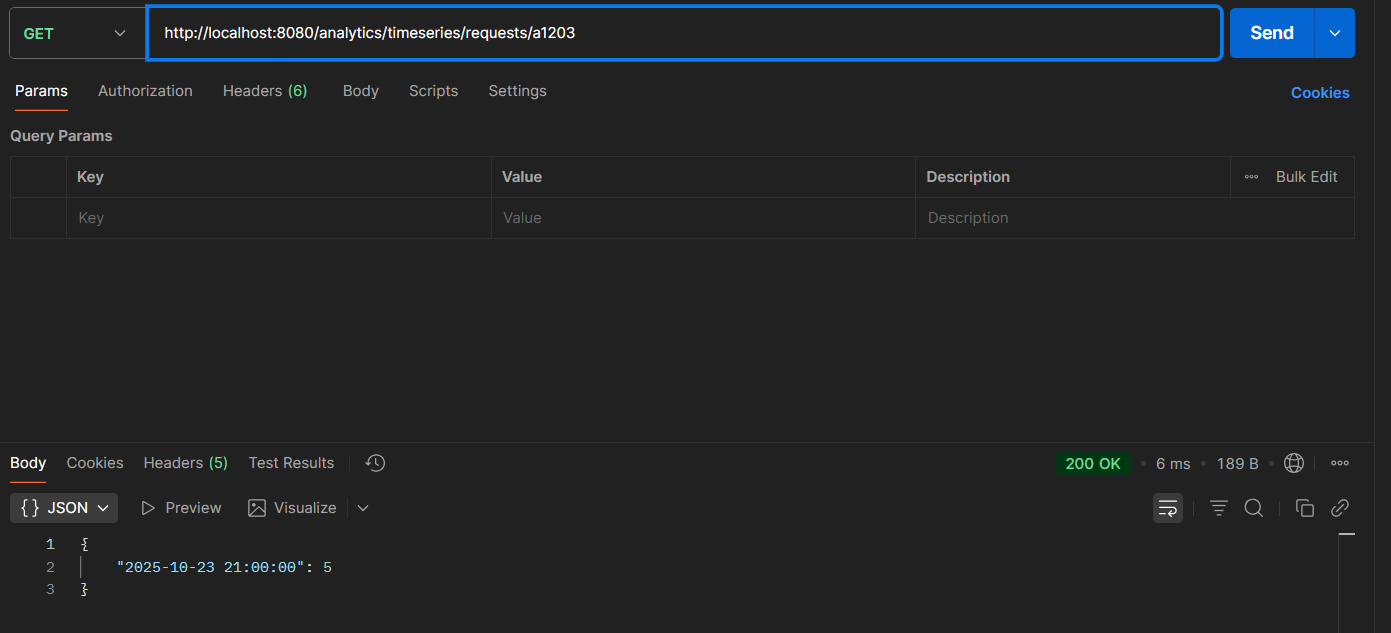 GET http://localhost:8080/analytics/timeseries/requests/a1203 Send
Params Authorization Headers (6) Body Scripts Settings Cookies
Query Params
Key Value Description Bulk Edit
Key Value Description
Body Cookies Headers (5) Test Results 200 OK 6 ms 189 B
{} JSON Preview Visualize
1 {
2 "2025-10-23 21:00:00": 5
3 }